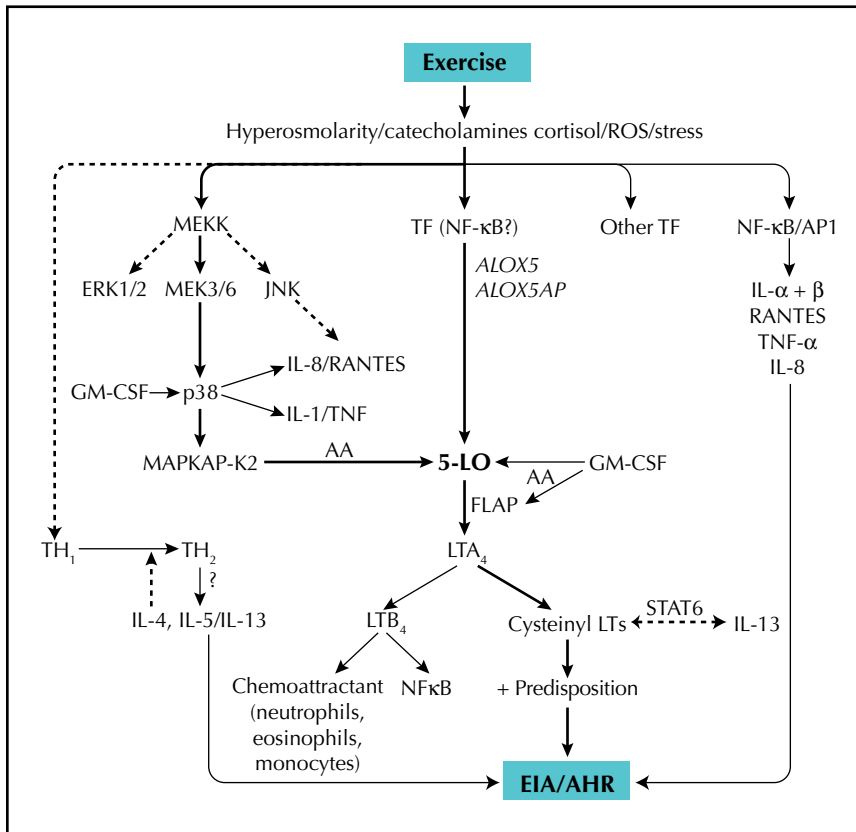 Exercise
Hyperosmolarity/catecholamines cortisol/ROS/stress
MEKK
TF (NF-κB?)
Other TF
NF-κB/AP1
ALOX5
ALOX5AP
ERK1/2
MEK3/6
JNK
IL-α + β
RANTES
TNF-α
IL-8
IL-8/RANTES
GM-CSF
p38
IL-1/TNF
MAPKAP-K2
AA
5-LO
GM-CSF
AA
FLAP
TH₁
TH₂
LTA₄
?
IL-4, IL-5/IL-13
LTB₄
Cysteinyl LTs
STAT6
IL-13
Chemoattractant
(neutrophils,
eosinophils,
monocytes)
NFκB
+ Predisposition
EIA/AHR